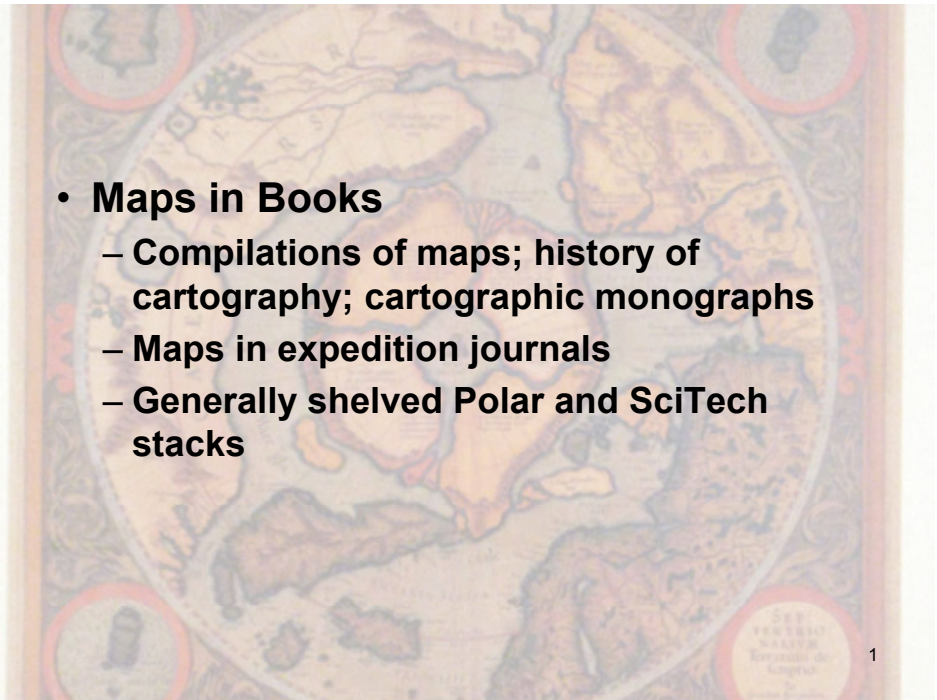 • Maps in Books
– Compilations of maps; history of
cartography; cartographic monographs
– Maps in expedition journals
– Generally shelved Polar and SciTech
stacks
1